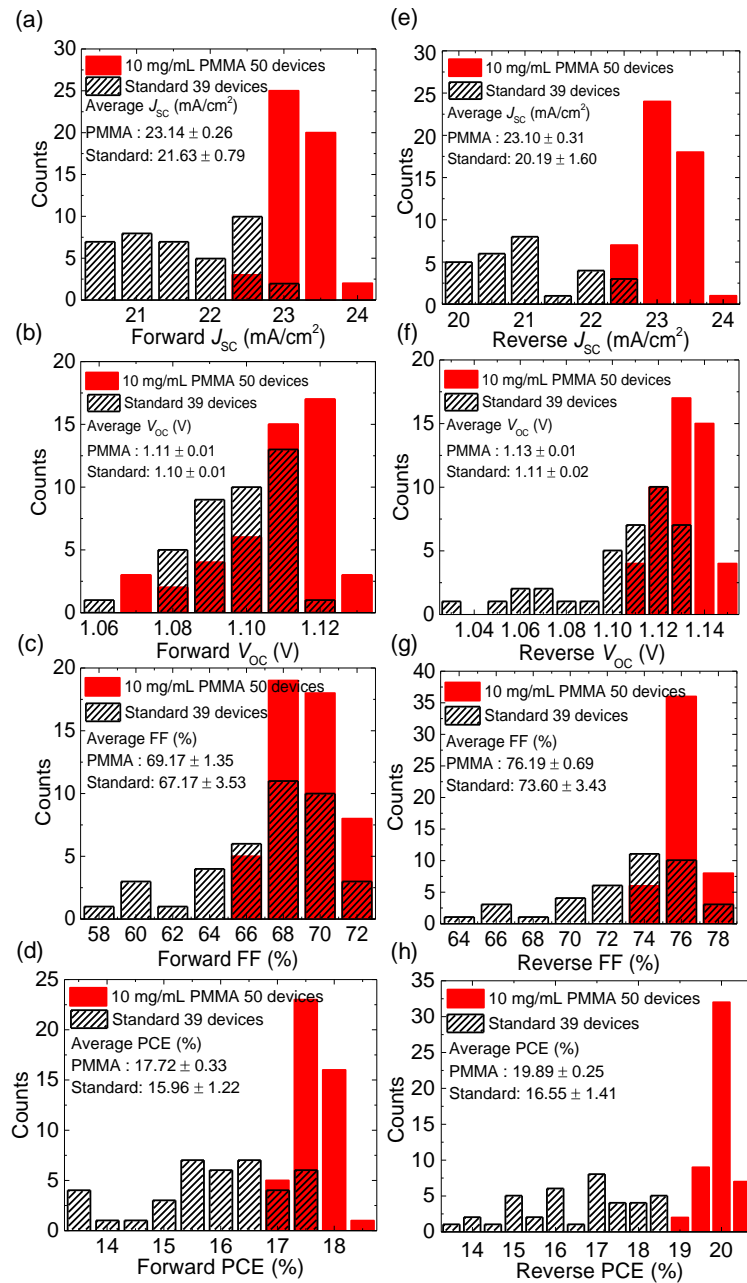 (a)
30
25
20
15
10
5
0
Counts
10 mg/mL PMMA 50 devices
Standard 39 devices
Average JSC (mA/cm²)
PMMA : 23.14 ± 0.26
Standard: 21.63 ± 0.79
21 22 23 24
Forward JSC (mA/cm²)
(b)
20
15
10
5
0
Counts
10 mg/mL PMMA 50 devices
Standard 39 devices
Average VOC (V)
PMMA : 1.11 ± 0.01
Standard: 1.10 ± 0.01
1.06 1.08 1.10 1.12
Forward VOC (V)
(c)
20
15
10
5
0
Counts
10 mg/mL PMMA 50 devices
Standard 39 devices
Average FF (%)
PMMA : 69.17 ± 1.35
Standard: 67.17 ± 3.53
58 60 62 64 66 68 70 72
Forward FF (%)
(d)
25
20
15
10
5
0
Counts
10 mg/mL PMMA 50 devices
Standard 39 devices
Average PCE (%)
PMMA : 17.72 ± 0.33
Standard: 15.96 ± 1.22
14 15 16 17 18
Forward PCE (%)
(e)
30
25
20
15
10
5
0
Counts
10 mg/mL PMMA 50 devices
Standard 39 devices
Average JSC (mA/cm²)
PMMA : 23.10 ± 0.31
Standard: 20.19 ± 1.60
20 21 22 23 24
Reverse JSC (mA/cm²)
(f)
20
15
10
5
0
Counts
10 mg/mL PMMA 50 devices
Standard 39 devices
Average VOC (V)
PMMA : 1.13 ± 0.01
Standard: 1.11 ± 0.02
1.04 1.06 1.08 1.10 1.12 1.14
Reverse VOC (V)
(g)
40
35
30
25
20
15
10
5
0
Counts
10 mg/mL PMMA 50 devices
Standard 39 devices
Average FF (%)
PMMA : 76.19 ± 0.69
Standard: 73.60 ± 3.43
64 66 68 70 72 74 76 78
Reverse FF (%)
(h)
35
30
25
20
15
10
5
0
Counts
10 mg/mL PMMA 50 devices
Standard 39 devices
Average PCE (%)
PMMA : 19.89 ± 0.25
Standard: 16.55 ± 1.41
14 15 16 17 18 19 20
Reverse PCE (%)